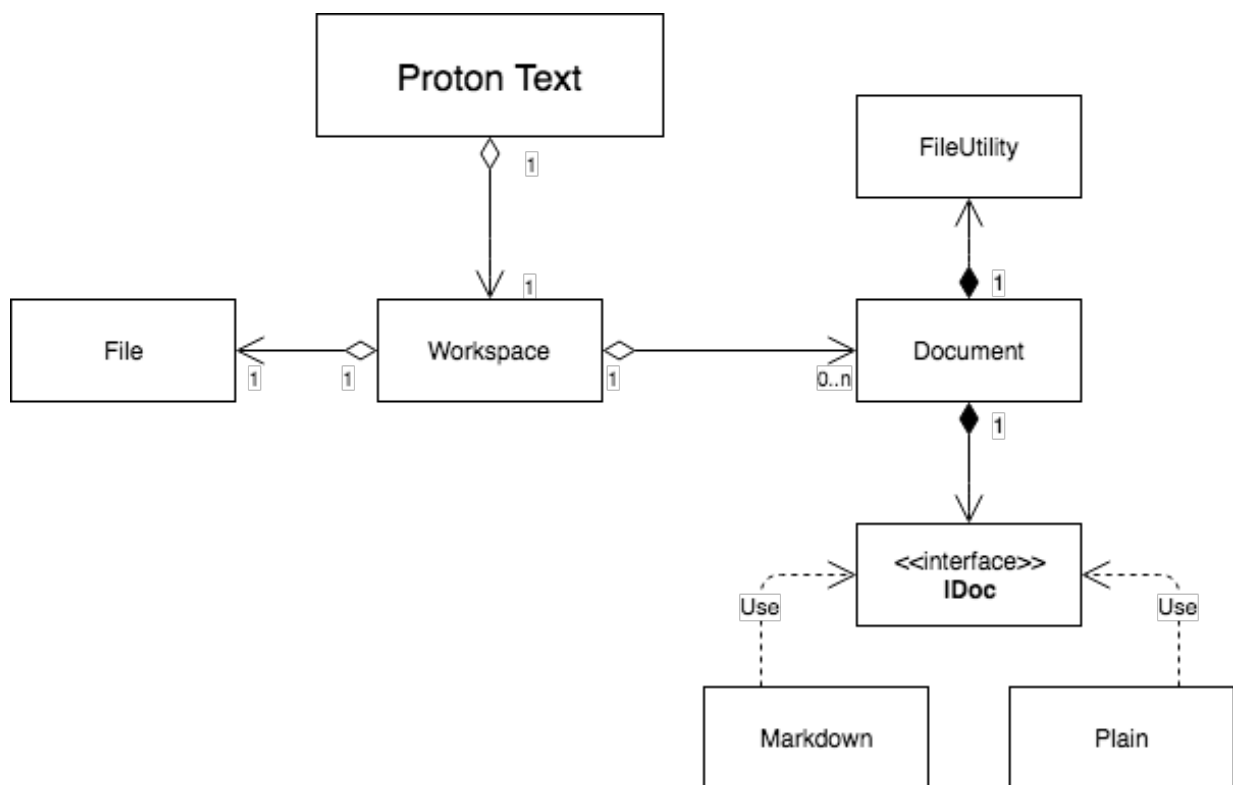 Proton Text
FileUtility
1
1
1
File
Workspace
Document
1
1
1
0..n
1
<<interface>>
IDoc
Use
Use
Markdown
Plain